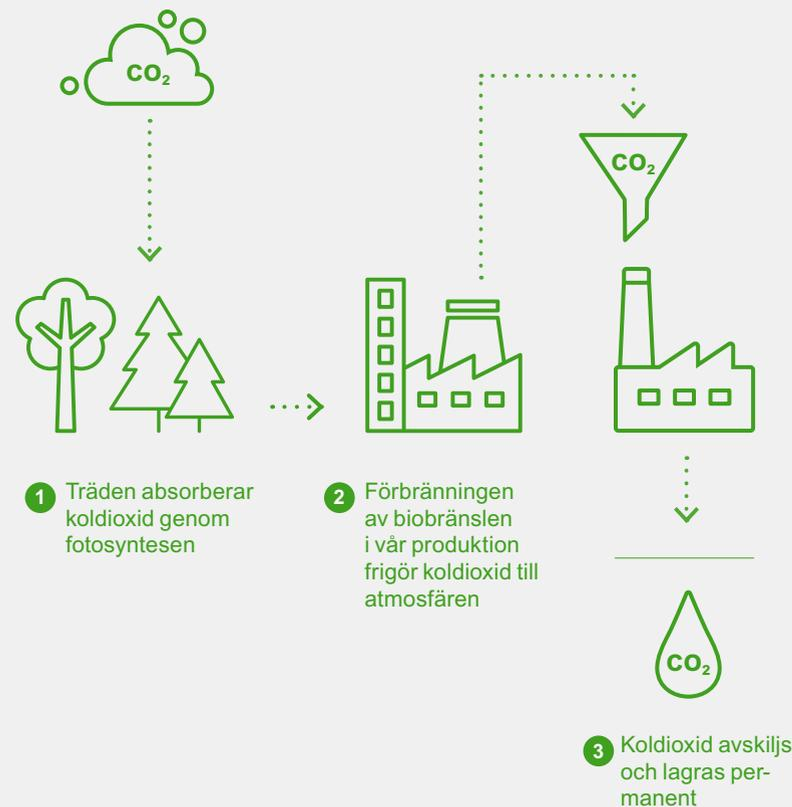 CO₂
CO₂
1 Träden absorberar
koldioxid genom
fotosyntesen
2 Förbränningen
av biobränslen
i vår produktion
frigör koldioxid till
atmosfären
CO₂
3 Koldioxid avskiljs
och lagras per-
manent